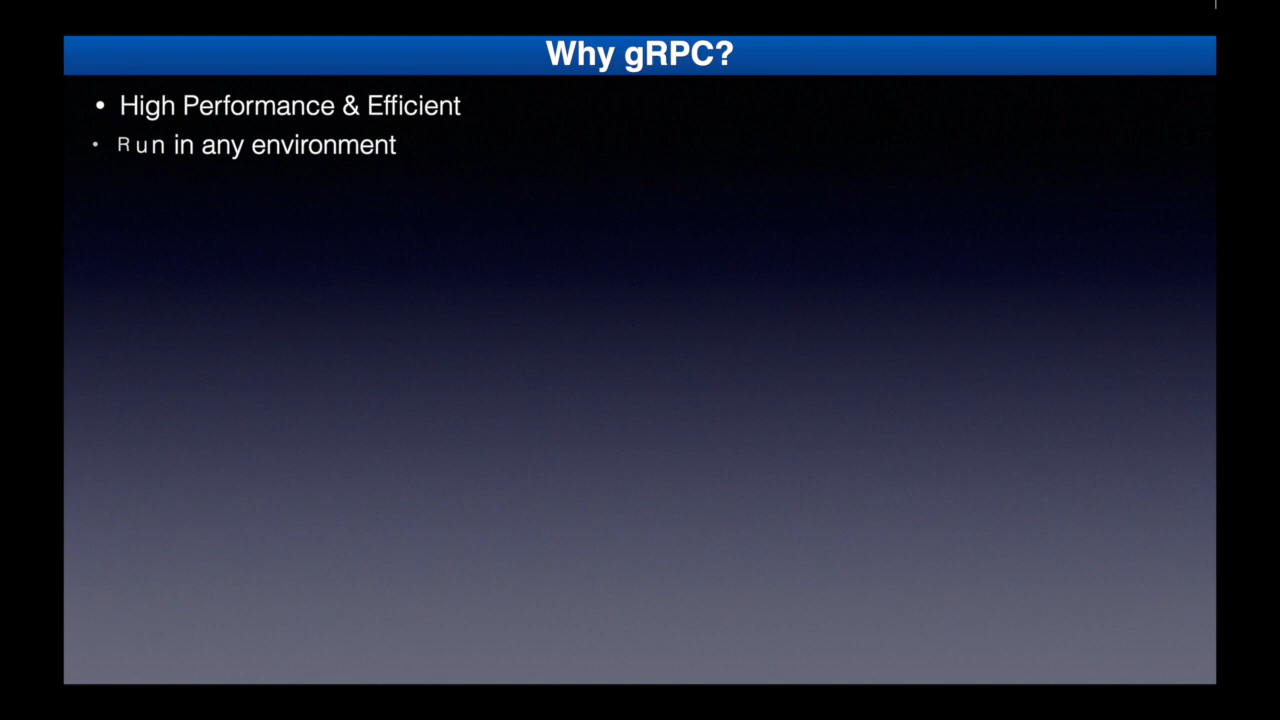 Why gRPC?
• High Performance & Efficient
• Run in any environment